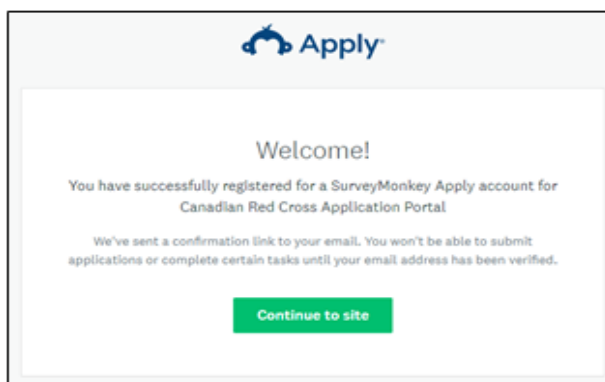 Apply
Welcome!
You have successfully registered for a SurveyMonkey Apply account for
Canadian Red Cross Application Portal
We've sent a confirmation link to your email. You won't be able to submit
applications or complete certain tasks until your email address has been verified.
Continue to site